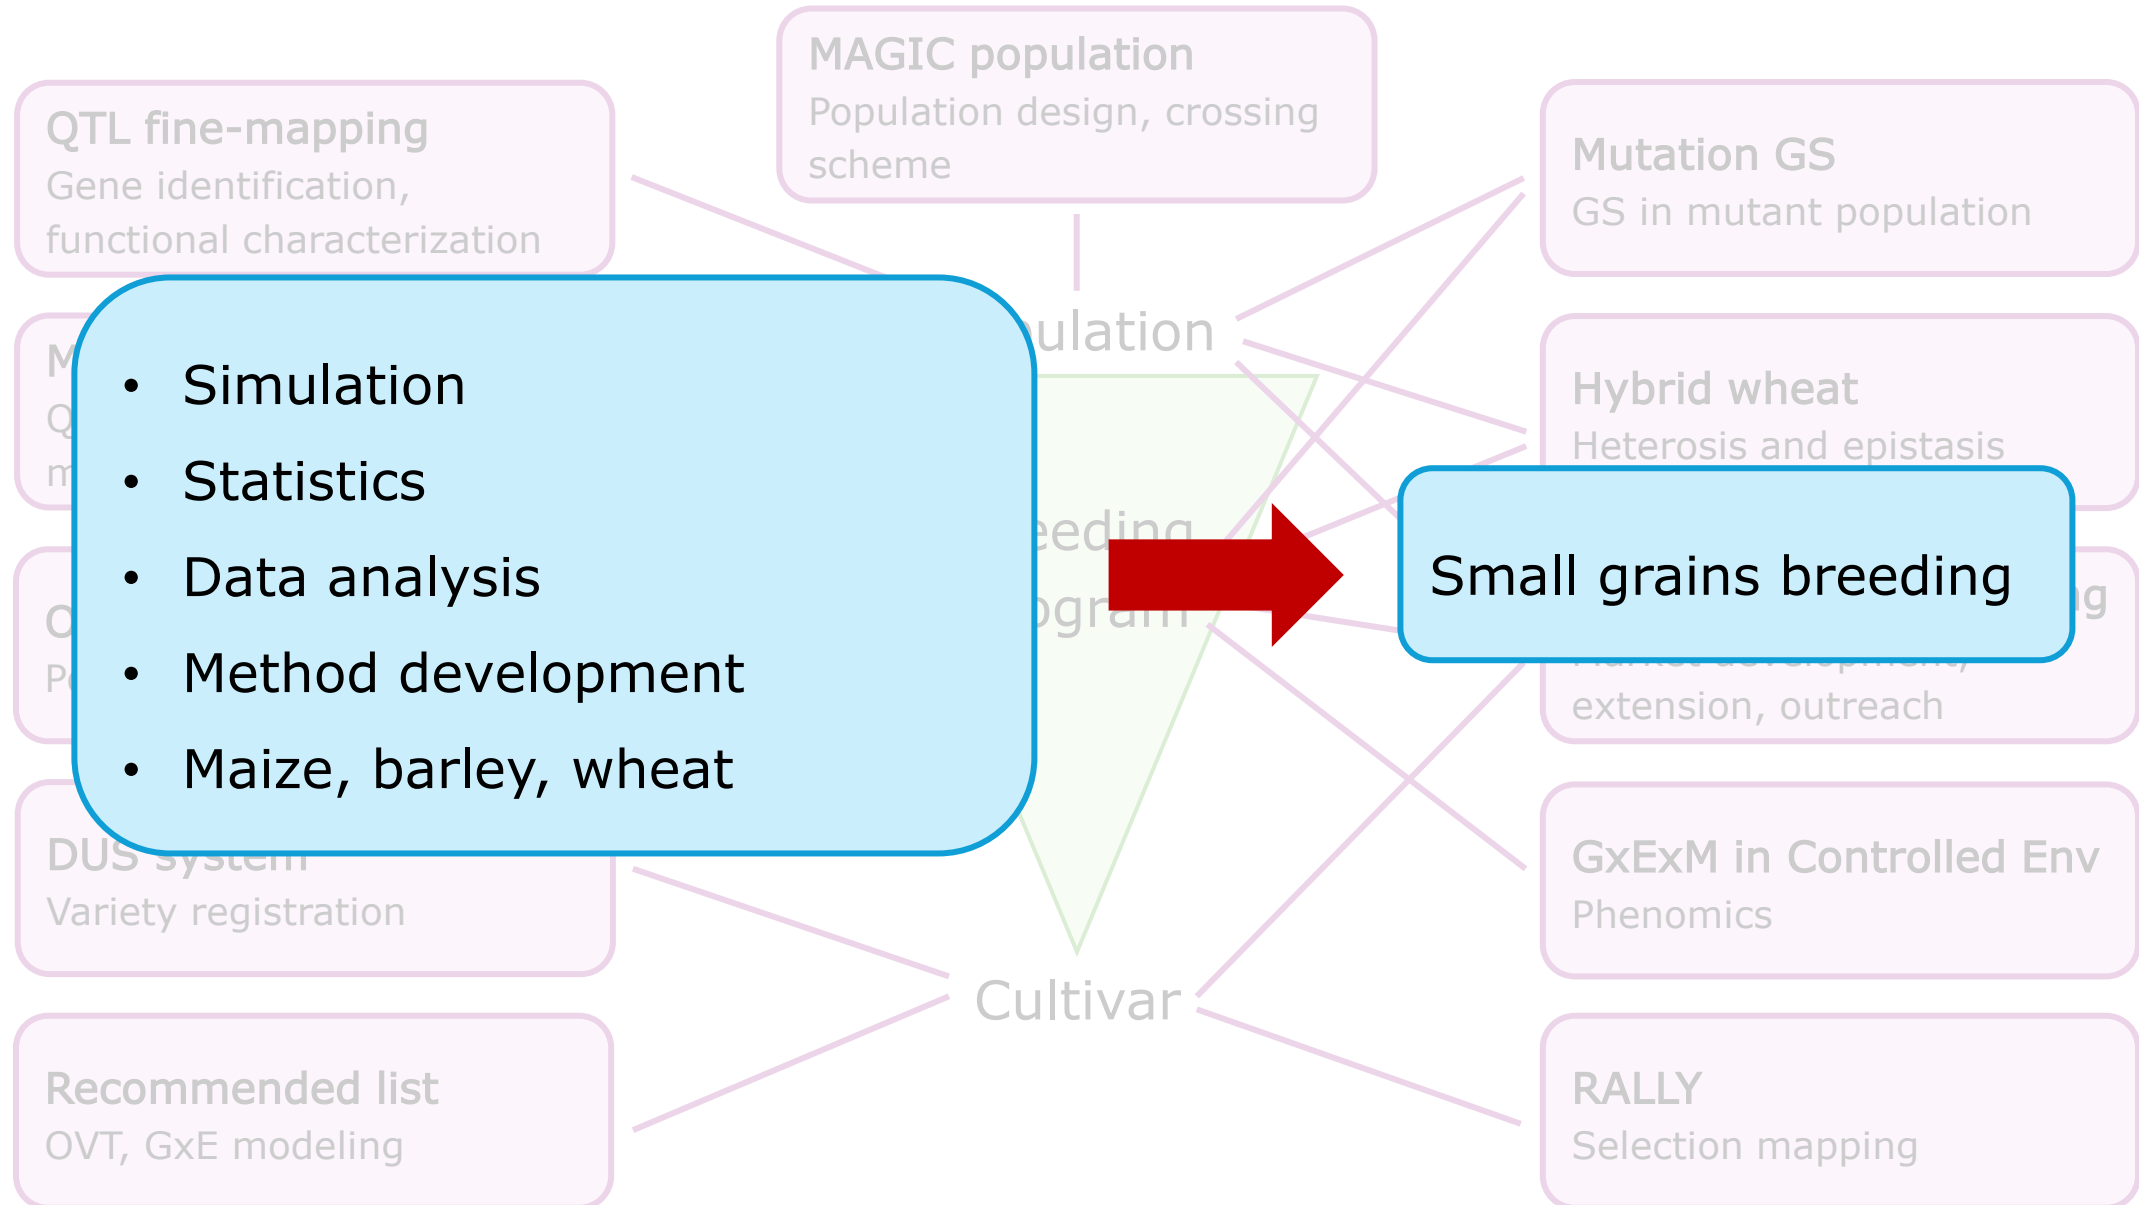 MAGIC population
Population design, crossing
scheme
QTL fine-mapping
Gene identification,
functional characterization
Mutation GS
GS in mutant population
Hybrid wheat
Heterosis and epistasis
• Simulation
• Statistics
• Data analysis
• Method development
• Maize, barley, wheat
Small grains breeding
extension, outreach
DUS system
Variety registration
GxExM in Controlled Env
Phenomics
Cultivar
Recommended list
OVT, GxE modeling
RALLY
Selection mapping